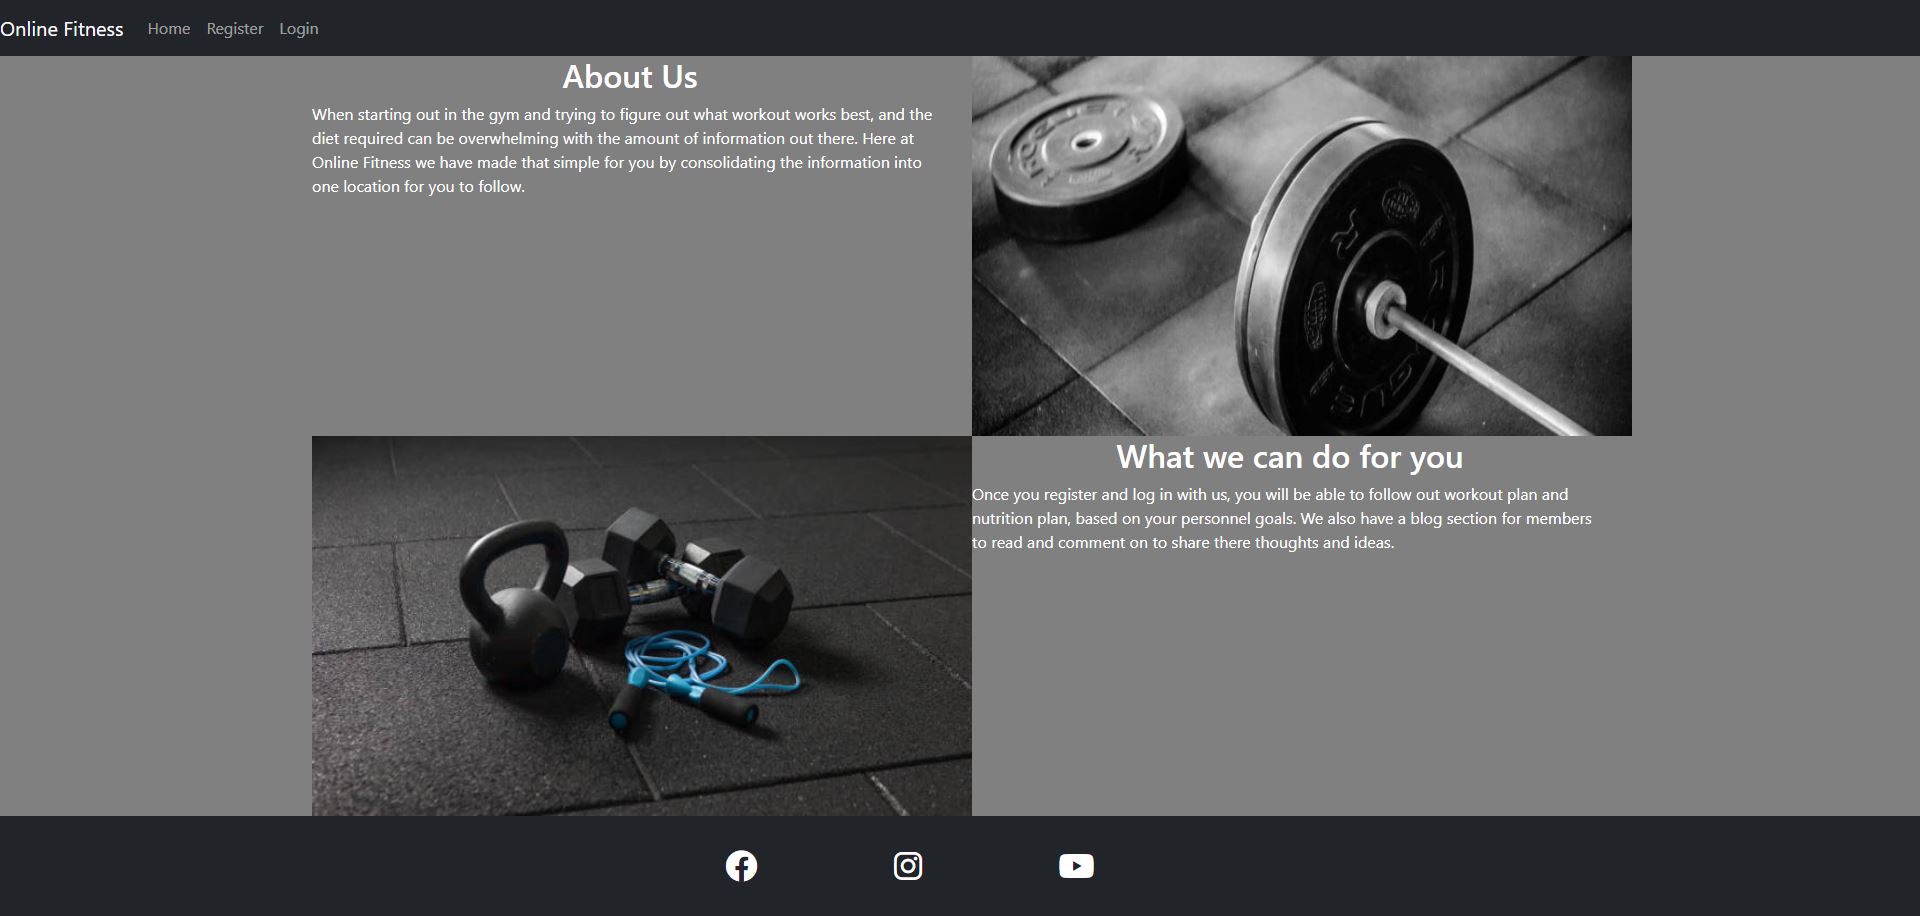 Online Fitness Home Register Login
About Us
When starting out in the gym and trying to figure out what workout works best, and the
diet required can be overwhelming with the amount of information out there. Here at
Online Fitness we have made that simple for you by consolidating the information into
one location for you to follow.
What we can do for you
Once you register and log in with us, you will be able to follow out workout plan and
nutrition plan, based on your personnel goals. We also have a blog section for members
to read and comment on to share there thoughts and ideas.